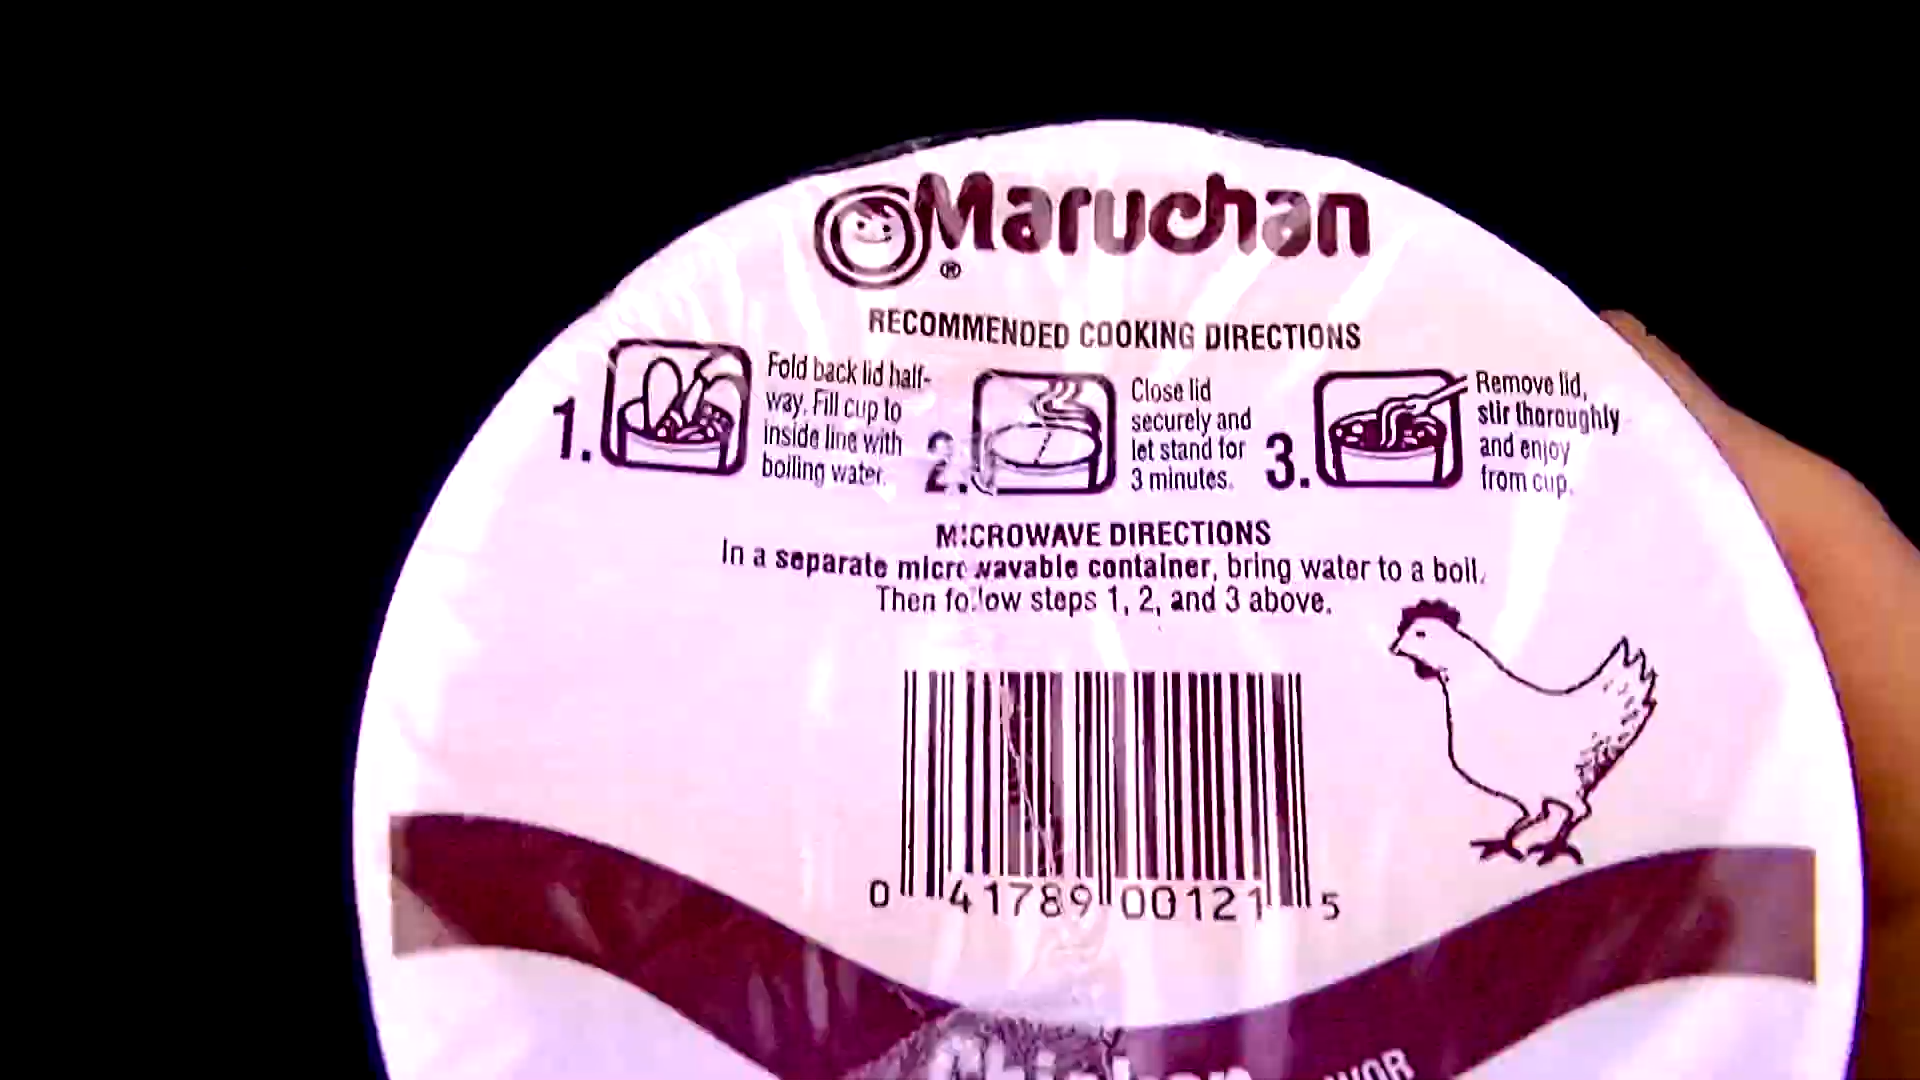 Maruchan
®
RECOMMENDED COOKING DIRECTIONS
1.
Fold back lid half-
way. Fill cup to
inside line with
boiling water.
2.
Close lid
securely and
let stand for
3 minutes.
3.
Remove lid,
stir thoroughly
and enjoy
from cup.
MICROWAVE DIRECTIONS
In a separate microwavable container, bring water to a boil.
Then follow steps 1, 2, and 3 above.
0 41789 00121 5
Chicken